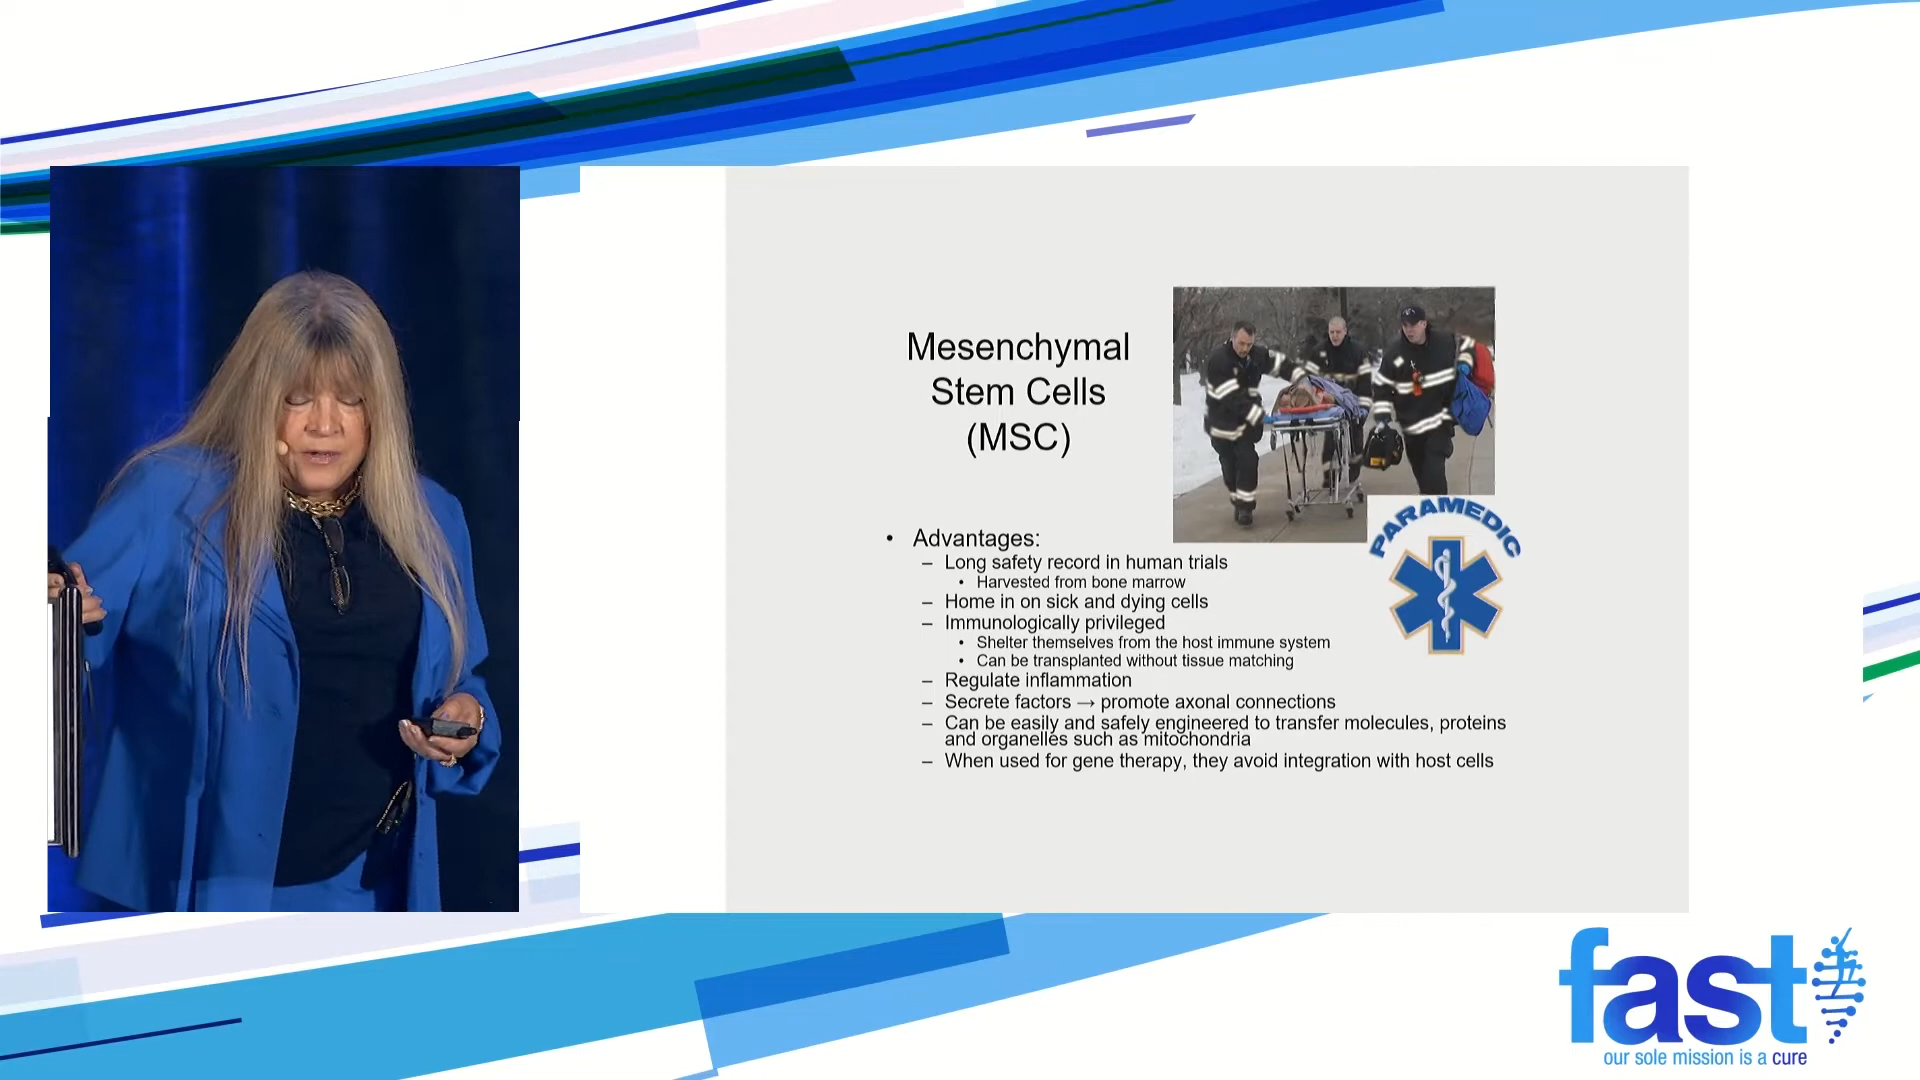 Mesenchymal
Stem Cells
(MSC)
PARAMEDIC
• Advantages:
– Long safety record in human trials
• Harvested from bone marrow
– Home in on sick and dying cells
– Immunologically privileged
• Shelter themselves from the host immune system
• Can be transplanted without tissue matching
– Regulate inflammation
– Secrete factors → promote axonal connections
– Can be easily and safely engineered to transfer molecules, proteins
and organelles such as mitochondria
– When used for gene therapy, they avoid integration with host cells
fast
our sole mission is a cure